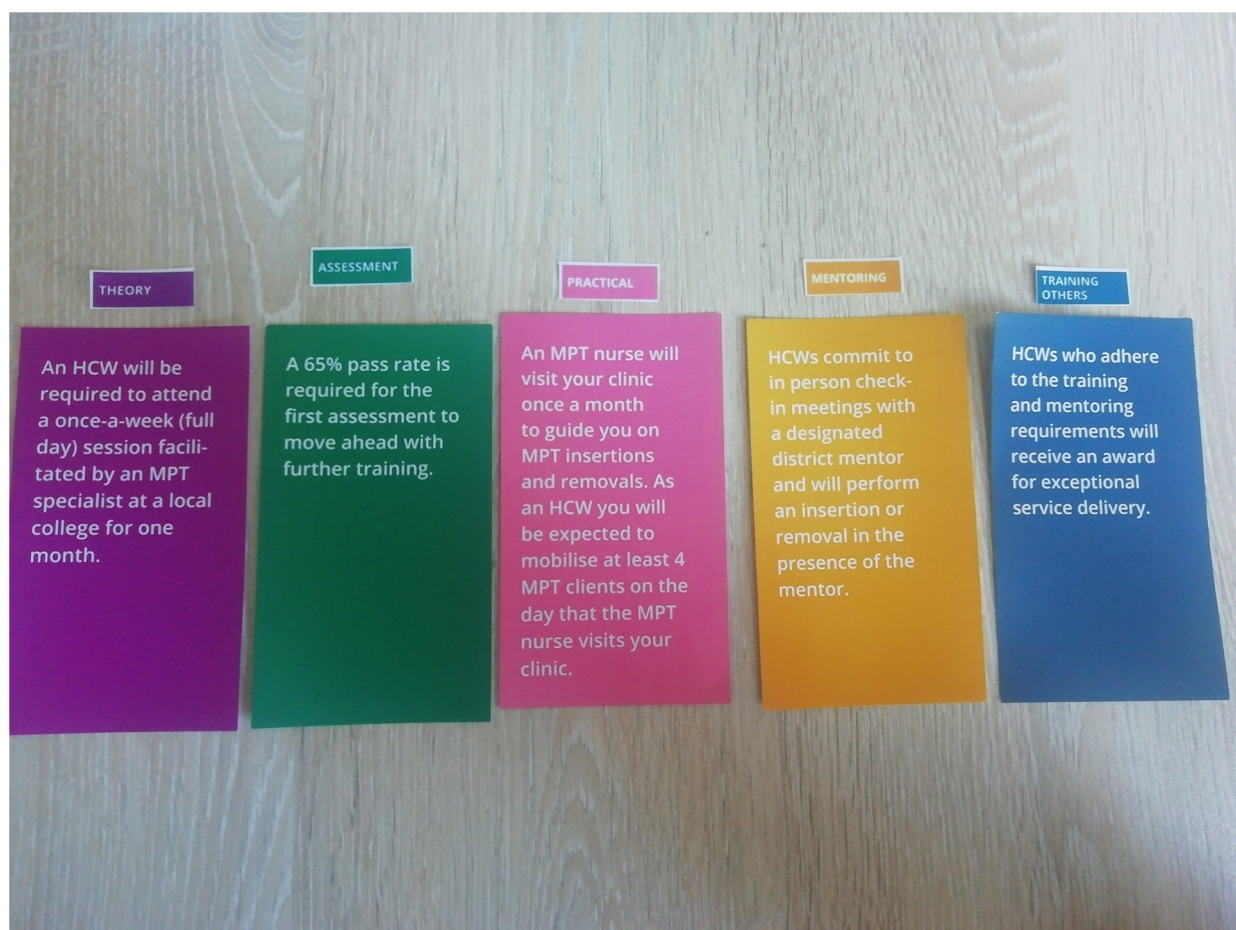 THEORY
An HCW will be
required to attend
a once-a-week (full
day) session facili-
tated by an MPT
specialist at a local
college for one
month.
ASSESSMENT
A 65% pass rate is
required for the
first assessment to
move ahead with
further training.
PRACTICAL
An MPT nurse will
visit your clinic
once a month
to guide you on
MPT insertions
and removals. As
an HCW you will
be expected to
mobilise at least 4
MPT clients on the
day that the MPT
nurse visits your
clinic.
MENTORING
HCWs commit to
in person check-
in meetings with
a designated
district mentor
and will perform
an insertion or
removal in the
presence of the
mentor.
TRAINING
OTHERS
HCWs who adhere
to the training
and mentoring
requirements will
receive an award
for exceptional
service delivery.